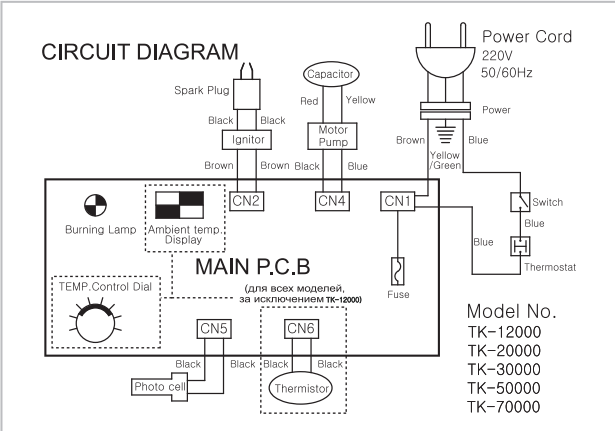 CIRCUIT DIAGRAM
Power Cord
220V
50/60Hz
Power
Spark Plug
Capacitor
Red
Yellow
Black
Black
Ignitor
Motor
Pump
Brown
Brown
Black
Blue
Brown
Blue
Yellow
/Green
Switch
Blue
Thermostat
Blue
CN2
CN4
CN1
Burning Lamp
Ambient temp.
Display
MAIN P.C.B
(для всех моделей,
за исключением TK-12000)
Fuse
TEMP.Control Dial
CN5
CN6
Black
Black
Black
Black
Photo cell
Thermistor
Model No.
TK-12000
TK-20000
TK-30000
TK-50000
TK-70000